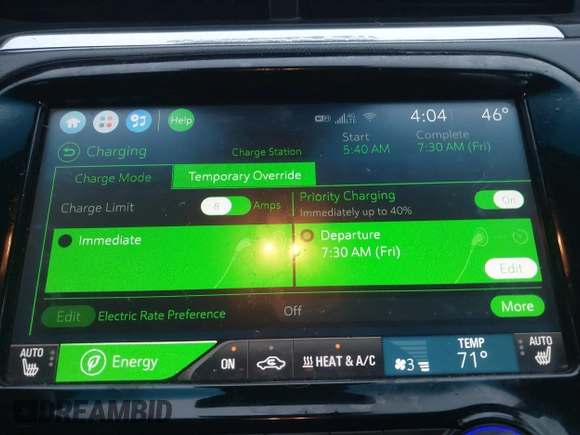 Help
4:04
46°
Start
Complete
5:40 AM
7:30 AM (Fri)
Charging
Charge Station
Charge Mode
Temporary Override
Charge Limit
8
Amps
Priority Charging
Immediately up to 40%
On
Immediate
Departure
7:30 AM (Fri)
Edit
Edit
Electric Rate Preference
Off
More
AUTO
Energy
ON
HEAT & A/C
3
TEMP
71°
AUTO
DREAMBID